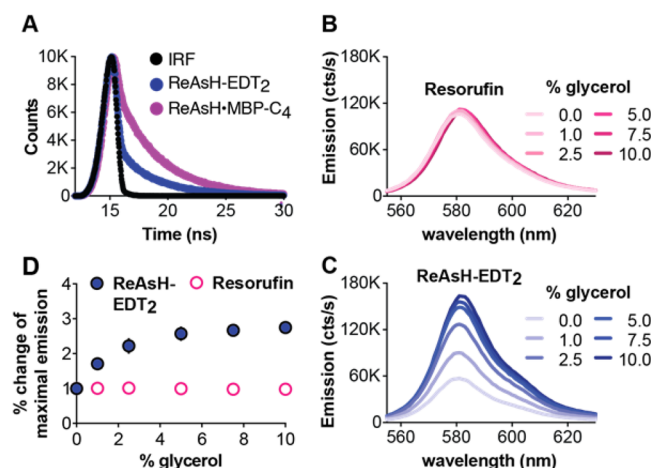 A
10K
8K
6K
4K
2K
0
Counts
15
20
25
30
Time (ns)
IRF
ReAsH-EDT2
ReAsH•MBP-C4
B
180K
120K
60K
0
Emission (cts/s)
560
580
600
620
wavelength (nm)
Resorufin
% glycerol
0.0 5.0
1.0 7.5
2.5 10.0
D
4
3
2
1
0
% change of
maximal emission
0
2
4
6
8
10
% glycerol
ReAsH-
EDT2
Resorufin
C
180K
120K
60K
0
Emission (cts/s)
560
580
600
620
wavelength (nm)
ReAsH-EDT2
% glycerol
0.0 5.0
1.0 7.5
2.5 10.0